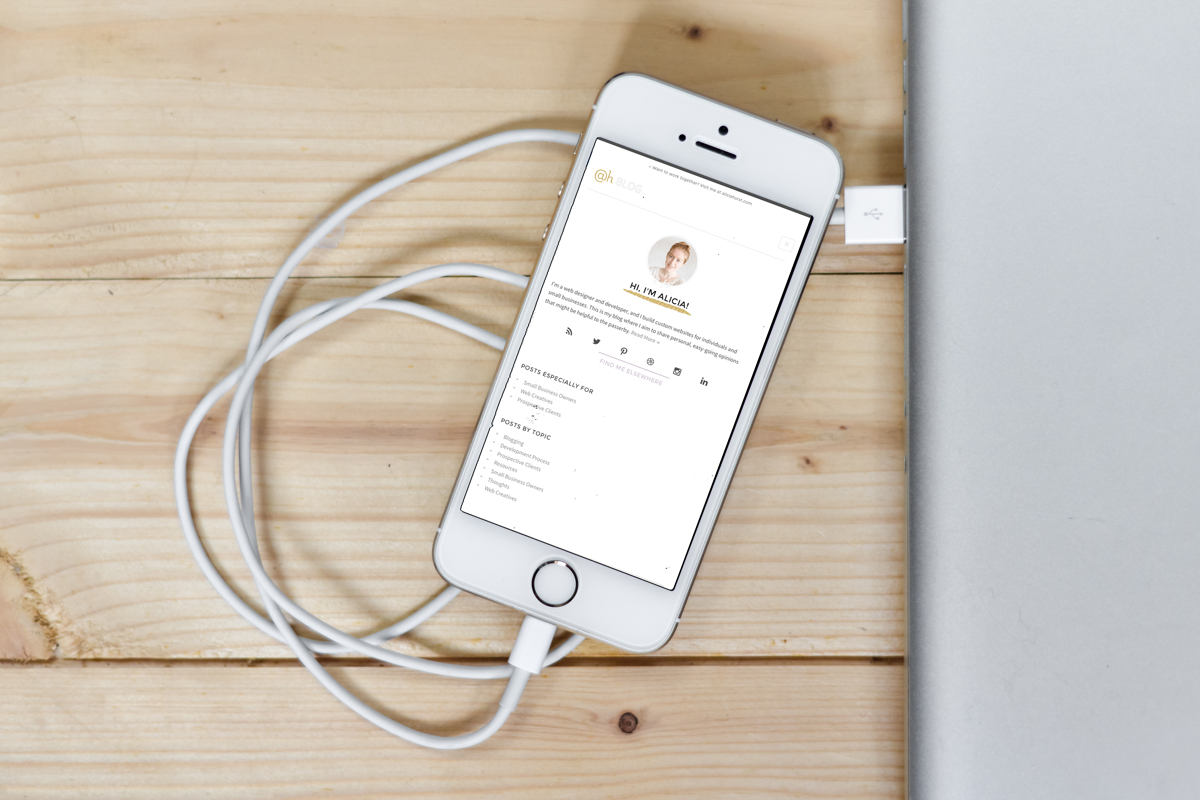 < Want to work together? Visit me at aliciahurst.com
@h BLOG
HI, I'M ALICIA!
I'm a web designer and developer, and I build custom websites for individuals and
small businesses. This is my blog where I aim to share personal, easy-going opinions
that might be helpful to the passerby. Read More »
FIND ME ELSEWHERE
POSTS ESPECIALLY FOR
Small Business Owners
Web Creatives
Prospective Clients
POSTS BY TOPIC
Blogging
Development Process
Prospective Clients
Resources
Small Business Owners
Thoughts
Web Creatives